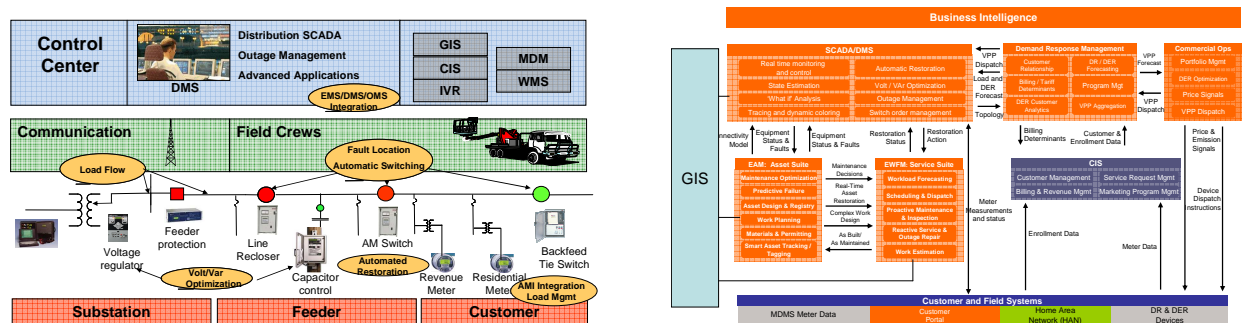 Control
Center
DMS
Distribution SCADA
Outage Management
Advanced Applications
EMS/DMS/OMS
Integration
GIS
CIS
IVR
MDM
WMS
Communication
Field Crews
Fault Location
Automatic Switching
Load Flow
Voltage
regulator
Feeder
protection
Line
Recloser
Capacitor
control
AM Switch
Automated
Restoration
Revenue
Meter
Residential
Meter
Backfeed
Tie Switch
Volt/Var
Optimization
AMI Integration
Load Mgmt
Substation
Feeder
Customer
Business Intelligence
GIS
SCADA/DMS
Real time monitoring
and control
State Estimation
What IF Analysis
Tracing and dynamic coloring
Automatic Restoration
Volt / VAr Optimization
Outage Management
Switch order management
VPP
Dispatch
Load and
DER
Forecast
Topology
Demand Response Management
Customer
Relationship
Billing / Tariff
Determinants
DER Customer
Analytics
DR / DER
Forecasting
Program Mgt
VPP Aggregation
VPP
Forecast
VPP
Dispatch
Commercial Ops
Portfolio Mgmt
DER Optimization
Price Signals
VPP Dispatch
nnectivity
Model
Equipment
Status &
Faults
Equipment
Status & Faults
Restoration
Status
Restoration
Action
Billing
Determinants
Customer &
Enrollment Data
Price &
Emission
Signals
EAM: Asset Suite
Maintenance Optimization
Predictive Failure
Asset Design & Registry
Work Planning
Materials & Permitting
Smart Asset Tracking /
Tagging
Maintenance
Decisions
Real-Time
Asset
Restoration
Complex Work
Design
As Built/
As Maintained
EWFM: Service Suite
Workload Forecasting
Scheduling & Dispatch
Proactive Maintenance
& Inspection
Reactive Service &
Outage Repair
Work Estimation
Meter
Measurements
and status
CIS
Customer Management
Service Request Mgmt
Billing & Revenue Mgmt
Marketing Program Mgmt
Device
Dispatch
Instructions
Enrollment Data
Meter Data
Customer and Field Systems
MDMS Meter Data
Customer
Portal
Home Area
Network (HAN)
DR & DER
Devices